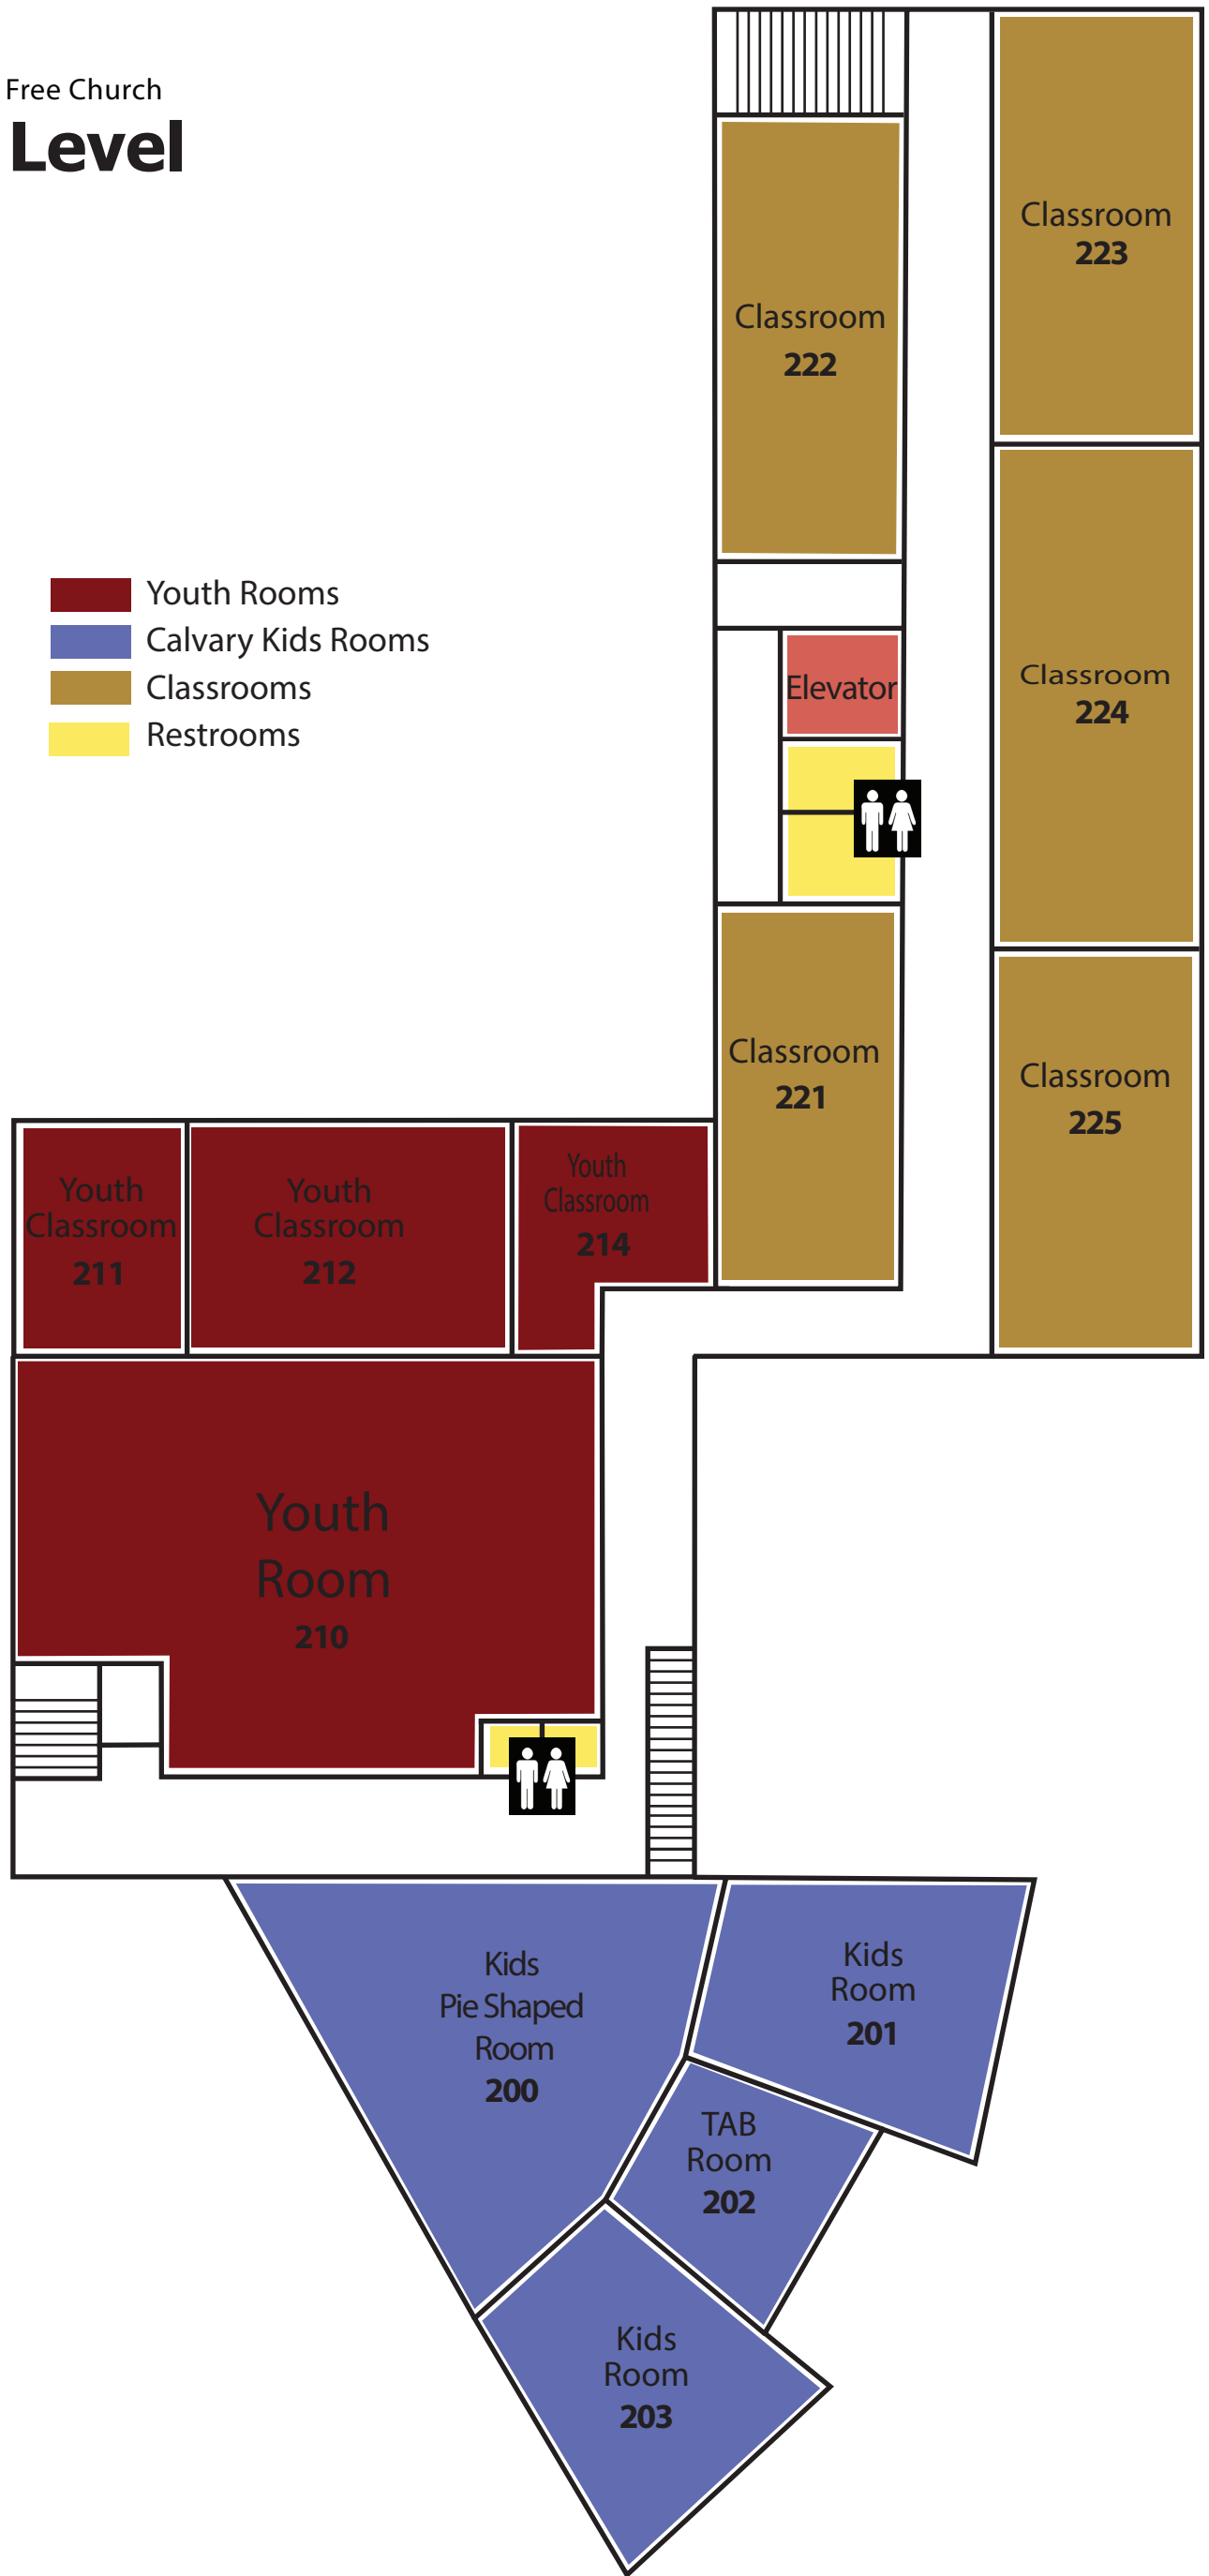 Free Church
Level
Youth Rooms
Calvary Kids Rooms
Classrooms
Restrooms
Classroom
223
Classroom
222
Classroom
224
Elevator
Classroom
221
Classroom
225
Youth
Classroom
211
Youth
Classroom
212
Youth
Classroom
214
Youth
Room
210
Kids
Pie Shaped
Room
200
Kids
Room
201
TAB
Room
202
Kids
Room
203